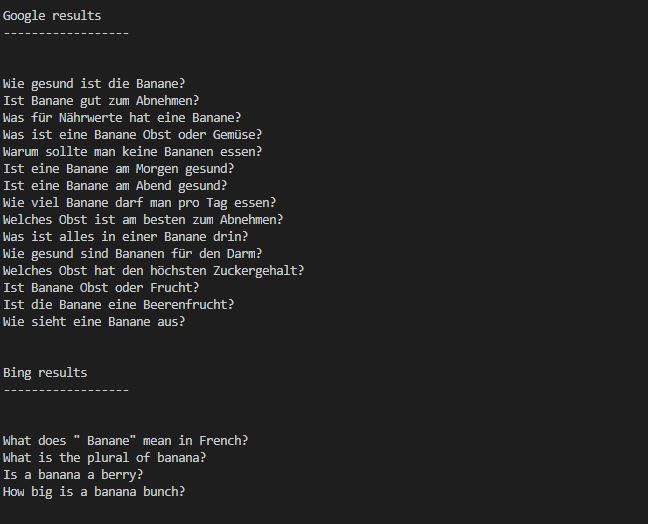 Google results
------------------
Wie gesund ist die Banane?
Ist Banane gut zum Abnehmen?
Was für Nährwerte hat eine Banane?
Was ist eine Banane Obst oder Gemüse?
Warum sollte man keine Bananen essen?
Ist eine Banane am Morgen gesund?
Ist eine Banane am Abend gesund?
Wie viel Banane darf man pro Tag essen?
Welches Obst ist am besten zum Abnehmen?
Was ist alles in einer Banane drin?
Wie gesund sind Bananen für den Darm?
Welches Obst hat den höchsten Zuckergehalt?
Ist Banane Obst oder Frucht?
Ist die Banane eine Beerenfrucht?
Wie sieht eine Banane aus?
Bing results
------------------
What does " Banane" mean in French?
What is the plural of banana?
Is a banana a berry?
How big is a banana bunch?